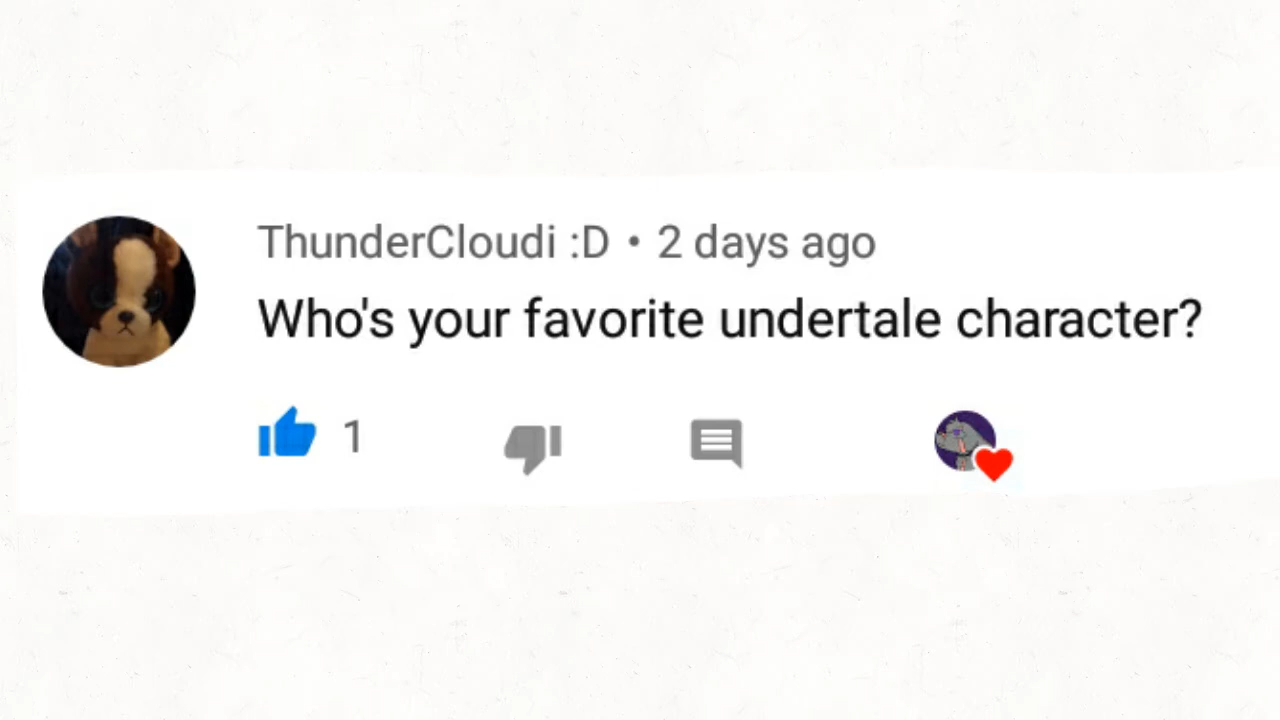 ThunderCloudi :D • 2 days ago
Who's your favorite undertale character?
1